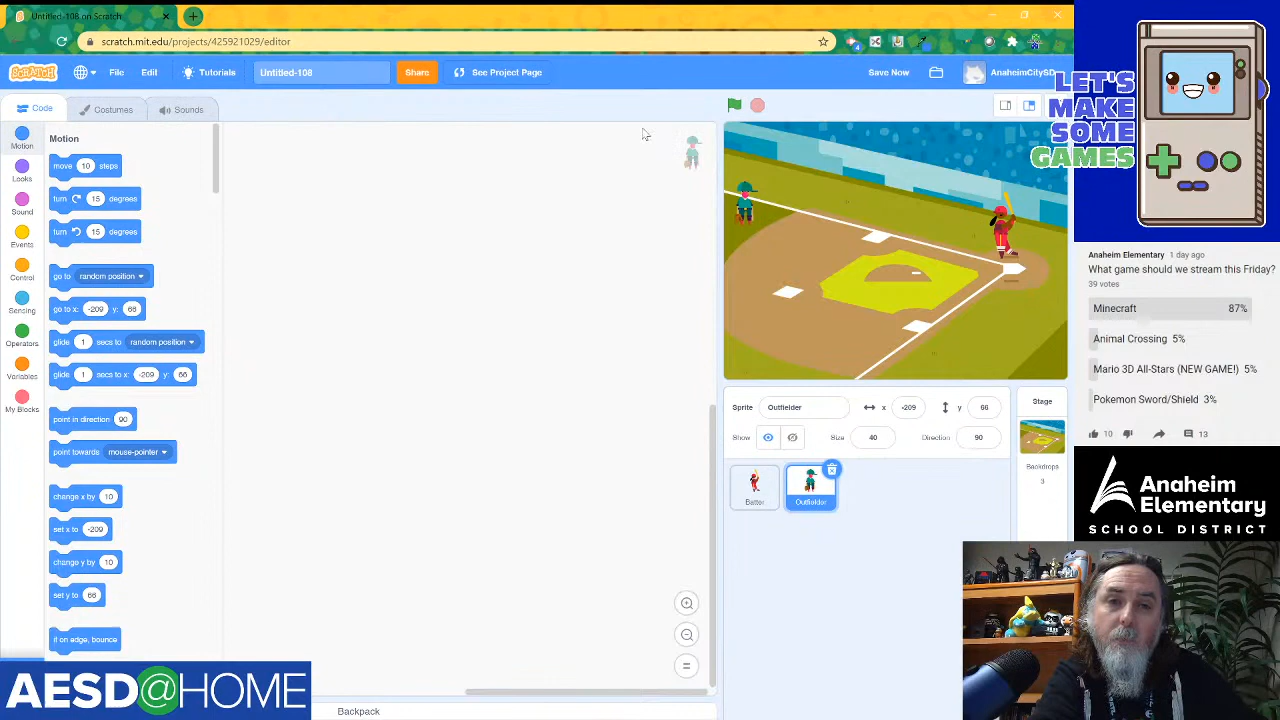 Untitled-108 on Scratch
scratch.mit.edu/projects/425921029/editor
SCRATCH
File
Edit
Tutorials
Untitled-108
Share
See Project Page
Save Now
AnaheimCitySD
Code
Costumes
Sounds
Motion
Looks
Sound
Events
Control
Sensing
Operators
Variables
My Blocks
Motion
move 10 steps
turn 15 degrees
turn 15 degrees
go to random position
go to x: -209 y: 66
glide 1 secs to random position
glide 1 secs to x: -209 y: 66
point in direction 90
point towards mouse-pointer
change x by 10
set x to -209
change y by 10
set y to 66
if on edge, bounce
Backpack
Sprite Outfielder x -209 y 66
Show Size 40 Direction 90
Batter
Outfielder
Stage
Backdrops
3
LET'S
MAKE
SOME
GAMES
Anaheim Elementary 1 day ago
What game should we stream this Friday?
39 votes
Minecraft 87%
Animal Crossing 5%
Mario 3D All-Stars (NEW GAME!) 5%
Pokemon Sword/Shield 3%
10 13
Anaheim
Elementary
SCHOOL DISTRICT
AESD@HOME